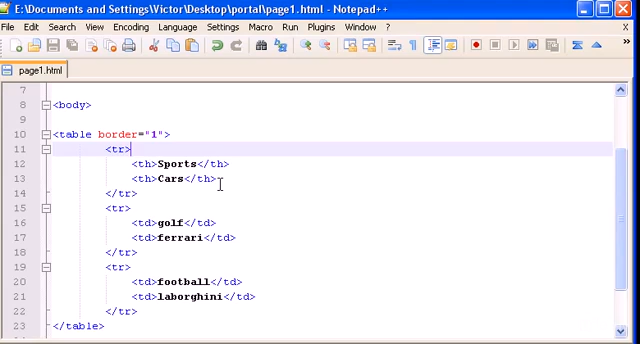 E:\Documents and Settings\Victor\Desktop\portal\page1.html - Notepad++
File Edit Search View Encoding Language Settings Macro Run Plugins Window ?
page1.html
7
8 <body>
9
10 <table border="1">
11 <tr>
12 <th>Sports</th>
13 <th>Cars</th>
14 </tr>
15 <tr>
16 <td>golf</td>
17 <td>ferrari</td>
18 </tr>
19 <tr>
20 <td>football</td>
21 <td>laborghini</td>
22 </tr>
23 </table>